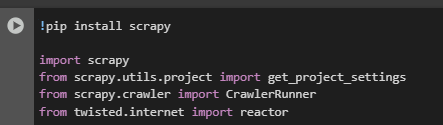 !pip install scrapy
import scrapy
from scrapy.utils.project import get_project_settings
from scrapy.crawler import CrawlerRunner
from twisted.internet import reactor